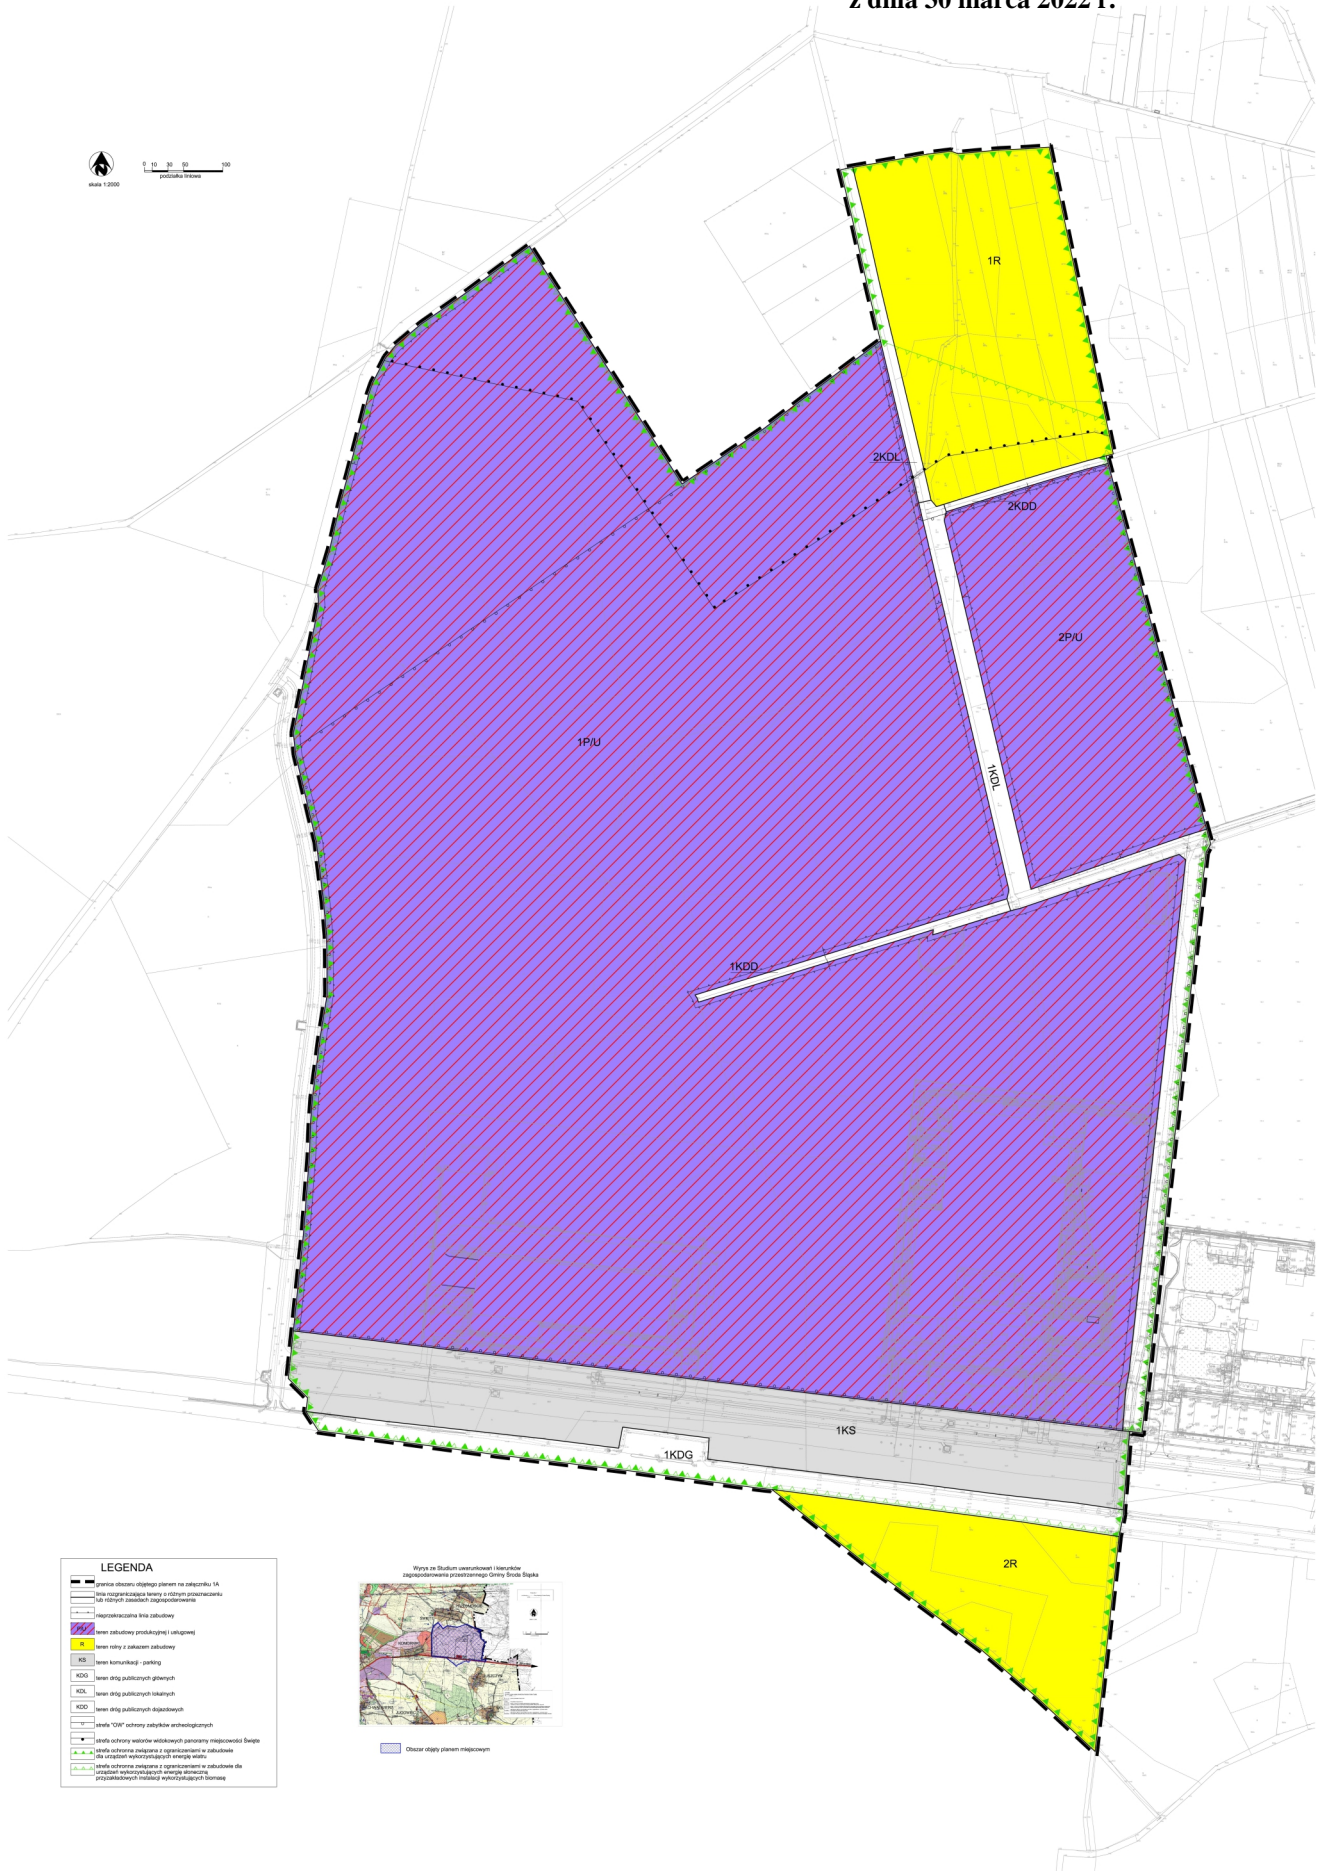 z dnia 30 marca 2022 r.
0 10 30 50 100
podziałka liniowa
skala 1:2000
1R
2KDL
2KDD
2P/U
1P/U
1KDL
1KDD
1KS
1KDG
2R
LEGENDA
granica obszaru objętego planem na załączniku 1A
linia rozgraniczająca tereny o różnym przeznaczeniu
lub różnych zasadach zagospodarowania
nieprzekraczalna linia zabudowy
P/U teren zabudowy produkcyjnej i usługowej
R teren rolny z zakazem zabudowy
KS teren komunikacji - parking
KDG teren dróg publicznych głównych
KDL teren dróg publicznych lokalnych
KDD teren dróg publicznych dojazdowych
strefa "OW" ochrony zabytków archeologicznych
strefa ochrony walorów widokowych panoramy miejscowości Święte
strefa ochronna związana z ograniczeniami w zabudowie
dla urządzeń wykorzystujących energię wiatru
strefa ochronna związana z ograniczeniami w zabudowie dla
urządzeń wykorzystujących energię słoneczną
przyzakładowych instalacji wykorzystujących biomasę
Wyrys ze Studium uwarunkowań i kierunków
zagospodarowania przestrzennego Gminy Środa Śląska
Obszar objęty planem miejscowym